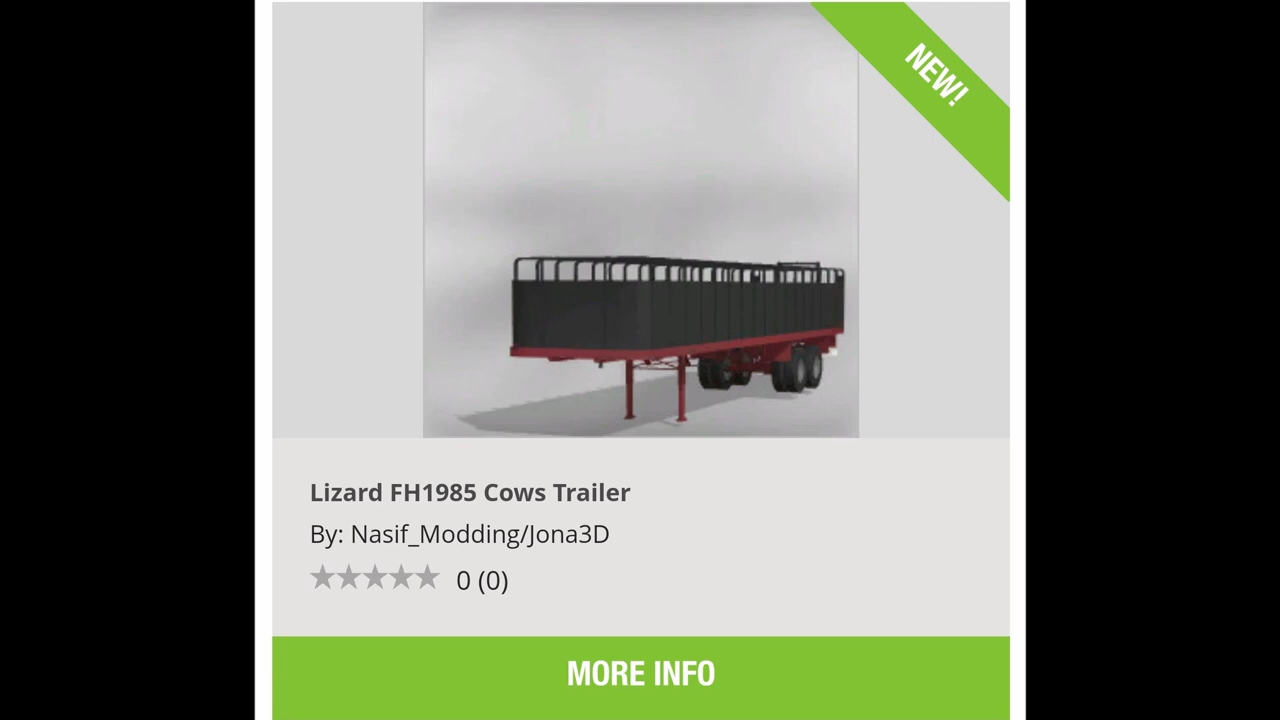 NEW!
Lizard FH1985 Cows Trailer
By: Nasif_Modding/Jona3D
0 (0)
MORE INFO